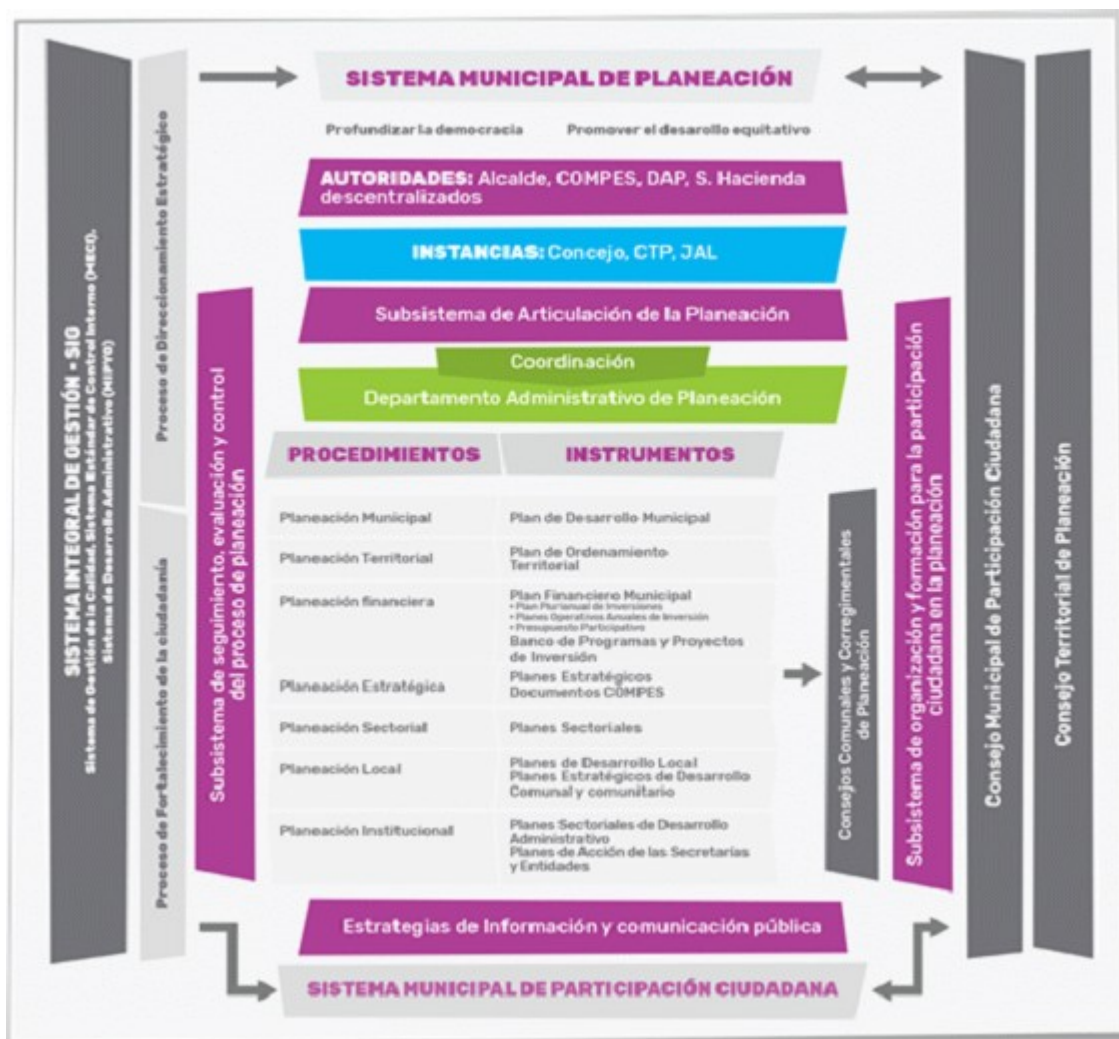 SISTEMA INTEGRAL DE GESTIÓN - SIG
Sistema de Gestión de la Calidad, Sistema Estándar de Control Interno (MECI),
Sistema de Desarrollo Administrativo (MIPYG)
Proceso de Direccionamiento Estratégico
Proceso de Fortalecimiento de la ciudadanía
Subsistema de seguimiento, evaluación y control
del proceso de planeación
SISTEMA MUNICIPAL DE PLANEACIÓN
Profundizar la democracia
Promover el desarollo equitativo
AUTORIDADES: Alcalde, COMPES, DAP, S. Hacienda
descentralizados
INSTANCIAS: Concejo, CTP, JAL
Subsistema de Articulación de la Planeación
Coordinación
Departamento Administrativo de Planeación
PROCEDIMIENTOS
INSTRUMENTOS
Planeación Municipal
Plan de Desarrollo Municipal
Planeación Territorial
Plan de Ordenamiento
Territorial
Planeación financiera
Plan Financiero Municipal
• Plan Plurianual de Inversiones
• Planes Operativos Anuales de Inversión
• Presupuesto Participativo
Banco de Programas y Proyectos
de Inversión
Planeación Estratégica
Planes Estratégicos
Documentos COMPES
Planeación Sectorial
Planes Sectoriales
Planeación Local
Planes de Desarrollo Local
Planes Estratégicos de Desarrollo
Comunal y comunitario
Planeación Institucional
Planes Sectoriales de Desarrollo
Administrativo
Planes de Acción de las Secretarías
y Entidades
Estrategias de Información y comunicación pública
SISTEMA MUNICIPAL DE PARTICIPACIÓN CIUDADANA
Consejos Comunales y Corregimentales
de Planeación
Subsistema de organización y formación para la participación
ciudadana en la planeación
Consejo Municipal de Participación Ciudadana
Consejo Territorial de Planeación